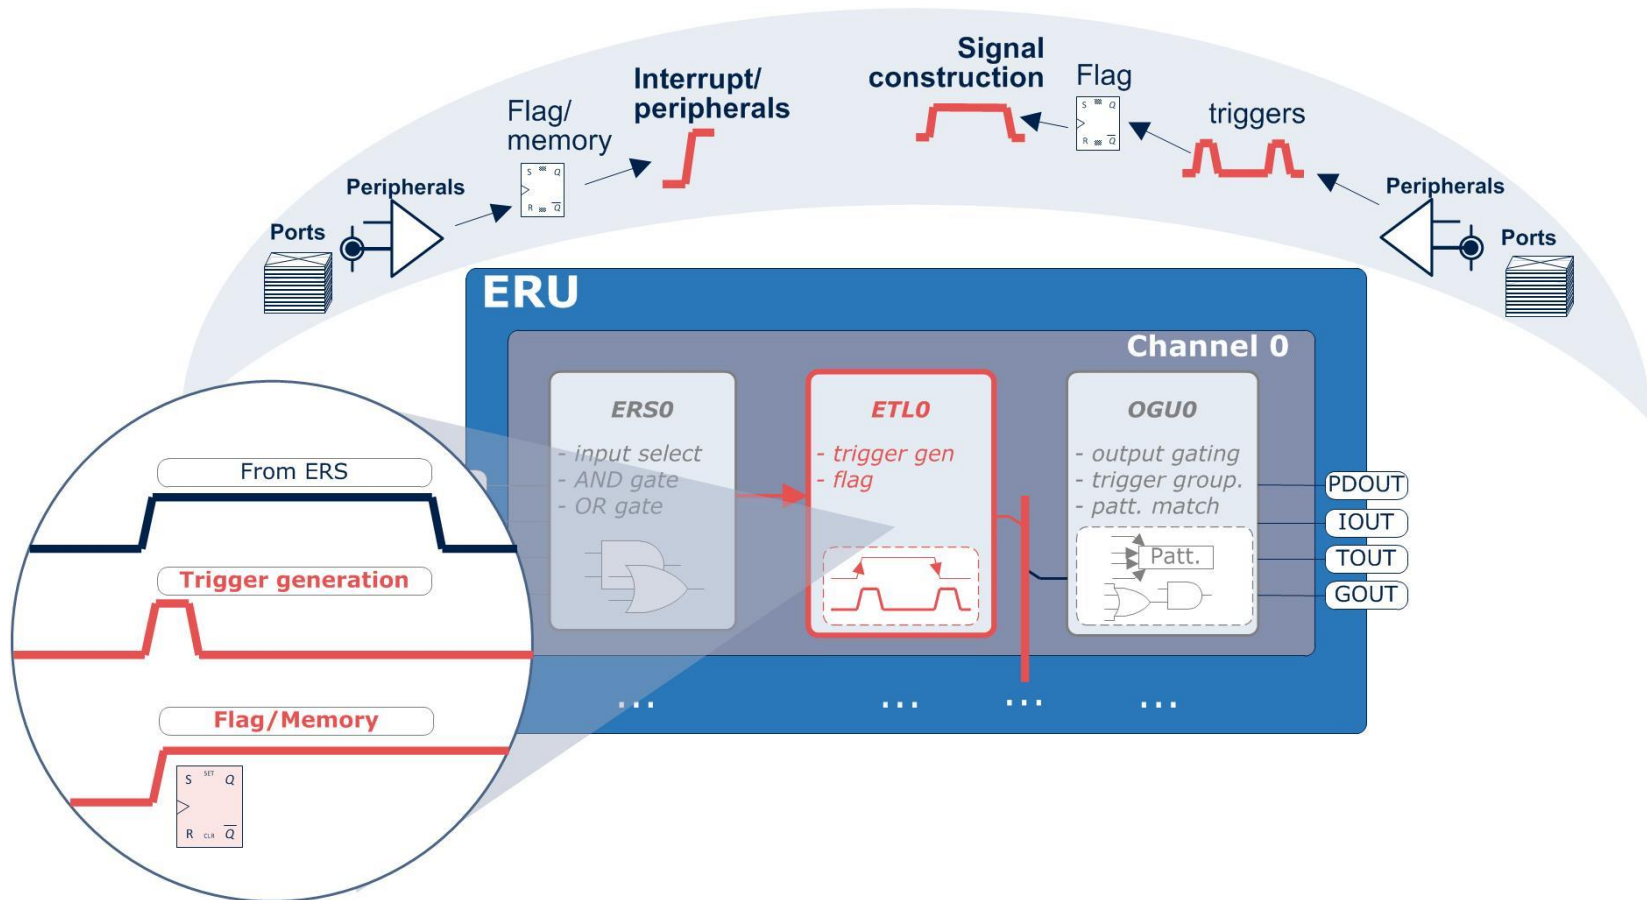 Signal
construction
Flag
Interrupt/
peripherals
triggers
Flag/
memory
S Q
R Q
S Q
R Q
Peripherals
Ports
Peripherals
Ports
ERU
Channel 0
ERS0
- input select
- AND gate
- OR gate
ETL0
- trigger gen
- flag
OGU0
- output gating
- trigger group.
- patt. match
Patt.
PDOUT
IOUT
TOUT
GOUT
From ERS
Trigger generation
Flag/Memory
S SET Q
R CLR Q
... ... ... ...